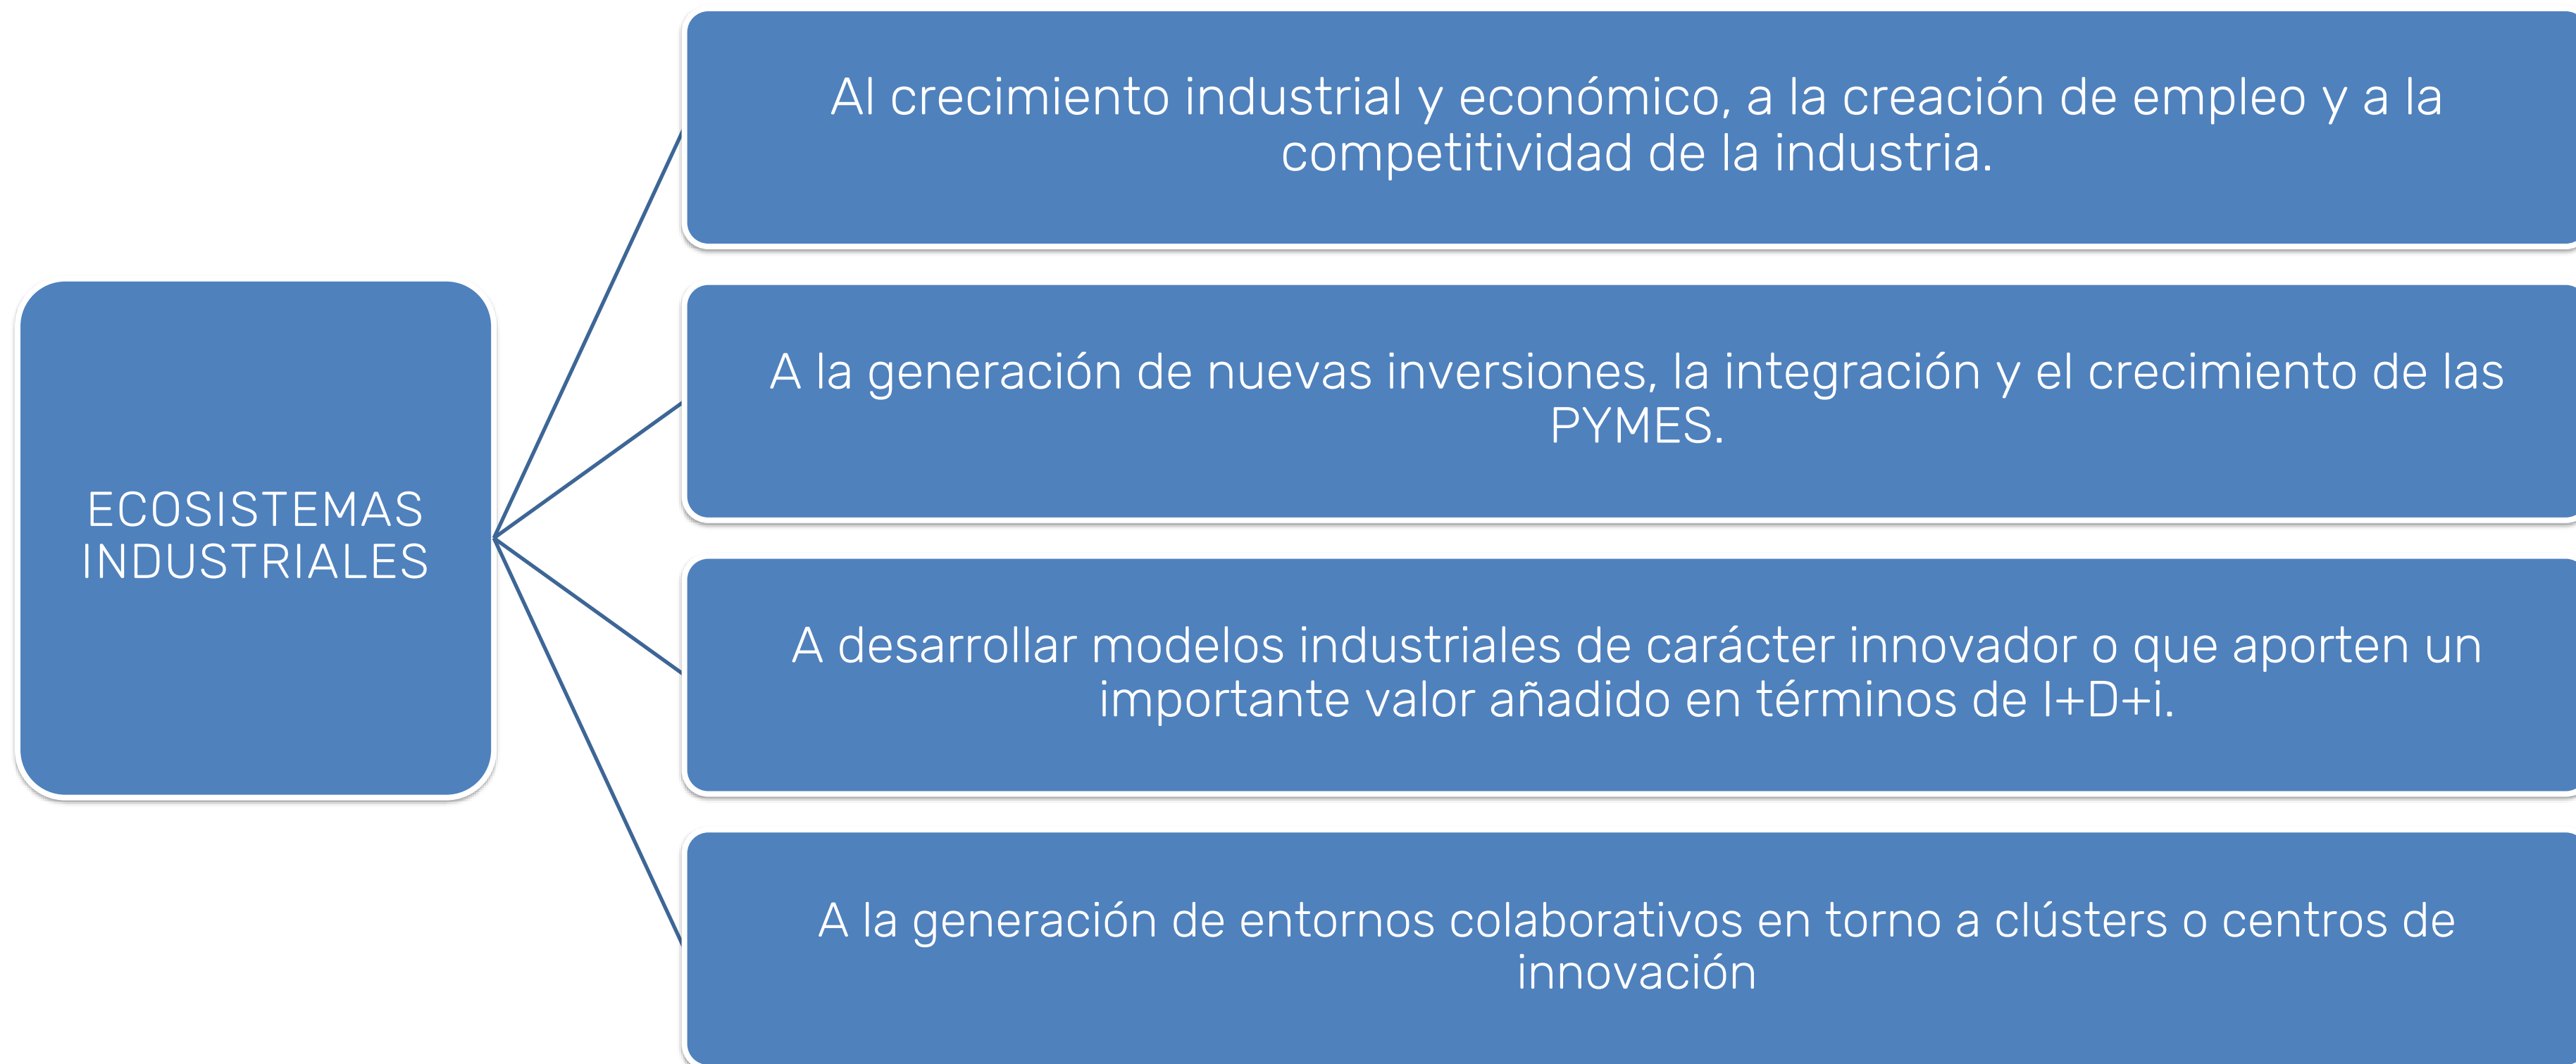 ECOSISTEMAS
INDUSTRIALES
Al crecimiento industrial y económico, a la creación de empleo y a la
competitividad de la industria.
A la generación de nuevas inversiones, la integración y el crecimiento de las
PYMES.
A desarrollar modelos industriales de carácter innovador o que aporten un
importante valor añadido en términos de I+D+i.
A la generación de entornos colaborativos en torno a clústers o centros de
innovación